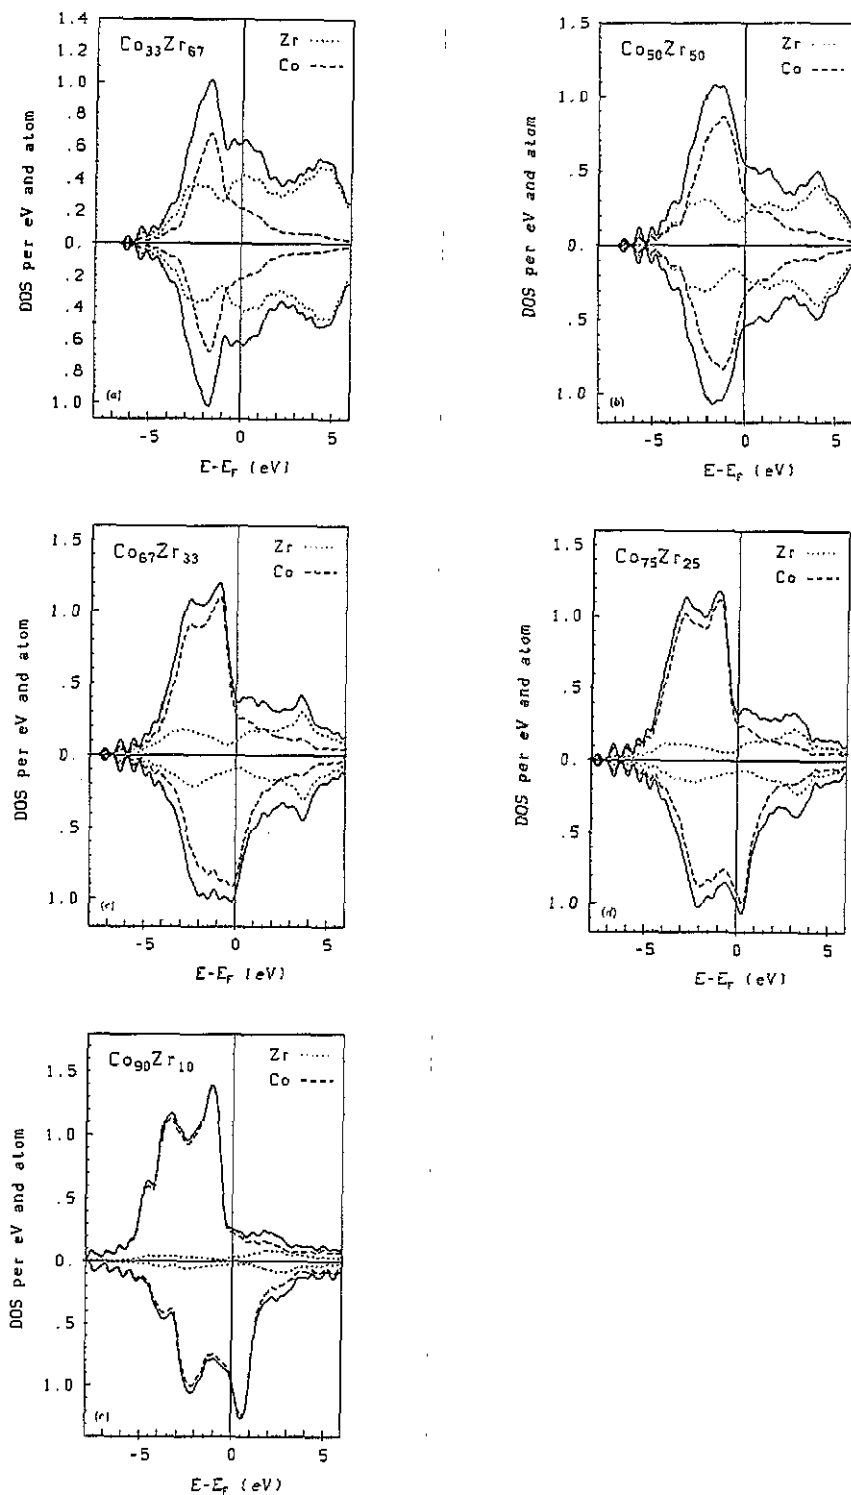 Co33Zr67
Zr
Co
DOS per eV and atom
1.4
1.2
1.0
.8
.6
.4
.2
0.
.2
.4
.6
.8
1.0
(a)
-5
0
5
E-EF (eV)
Co50Zr50
Zr
Co
DOS per eV and atom
1.5
1.0
.5
0.
.5
1.0
(b)
-5
0
5
E-EF (eV)
Co67Zr33
Zr
Co
DOS per eV and atom
1.5
1.0
.5
0.
.5
1.0
(c)
-5
0
5
E-EF (eV)
Co75Zr25
Zr
Co
DOS per eV and atom
1.5
1.0
.5
0.
.5
1.0
(d)
-5
0
5
E-EF (eV)
Co90Zr10
Zr
Co
DOS per eV and atom
1.5
1.0
.5
0.
.5
1.0
(e)
-5
0
5
E-EF (eV)